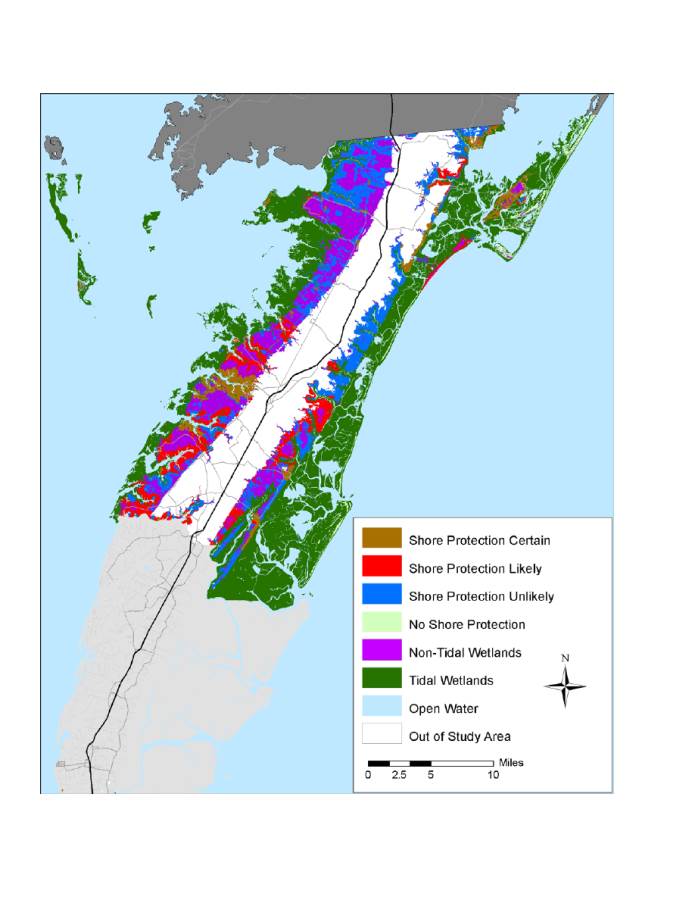 Shore Protection Certain
Shore Protection Likely
Shore Protection Unlikely
No Shore Protection
Non-Tidal Wetlands
N
Tidal Wetlands
Open Water
Out of Study Area
Miles
0 2.5 5 10